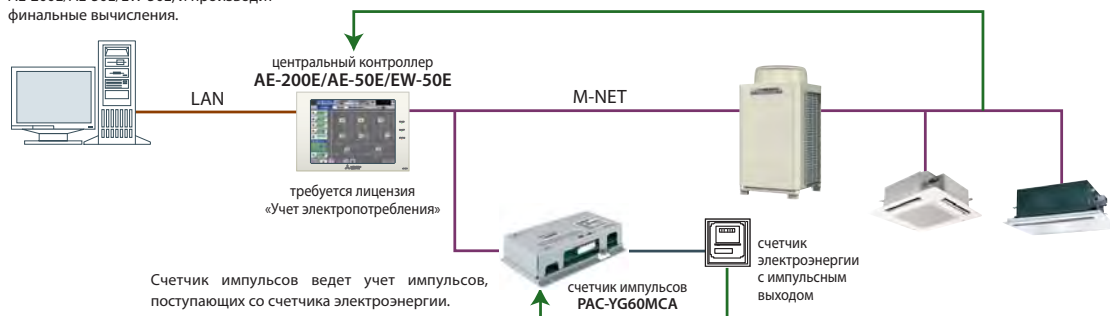 финальные вычисления.
центральный контроллер
AE-200E/AE-50E/EW-50E
LAN
M-NET
требуется лицензия
«Учет электропотребления»
Счетчик импульсов ведет учет импульсов,
поступающих со счетчика электроэнергии.
счетчик импульсов
PAC-YG60MCA
счетчик
электроэнергии
с импульсным
выходом